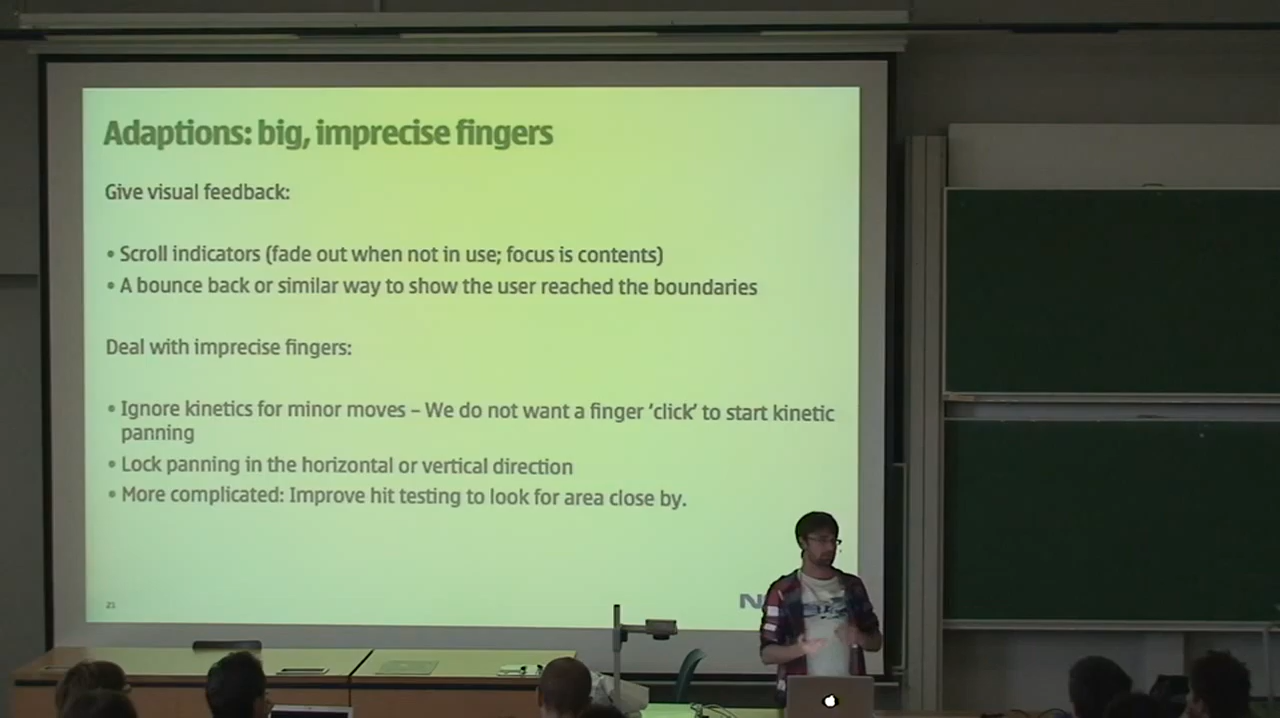 Adaptions: big, imprecise fingers
Give visual feedback:
• Scroll indicators (fade out when not in use; focus is contents)
• A bounce back or similar way to show the user reached the boundaries
Deal with imprecise fingers:
• Ignore kinetics for minor moves – We do not want a finger ’click’ to start kinetic
panning
• Lock panning in the horizontal or vertical direction
• More complicated: Improve hit testing to look for area close by.
21